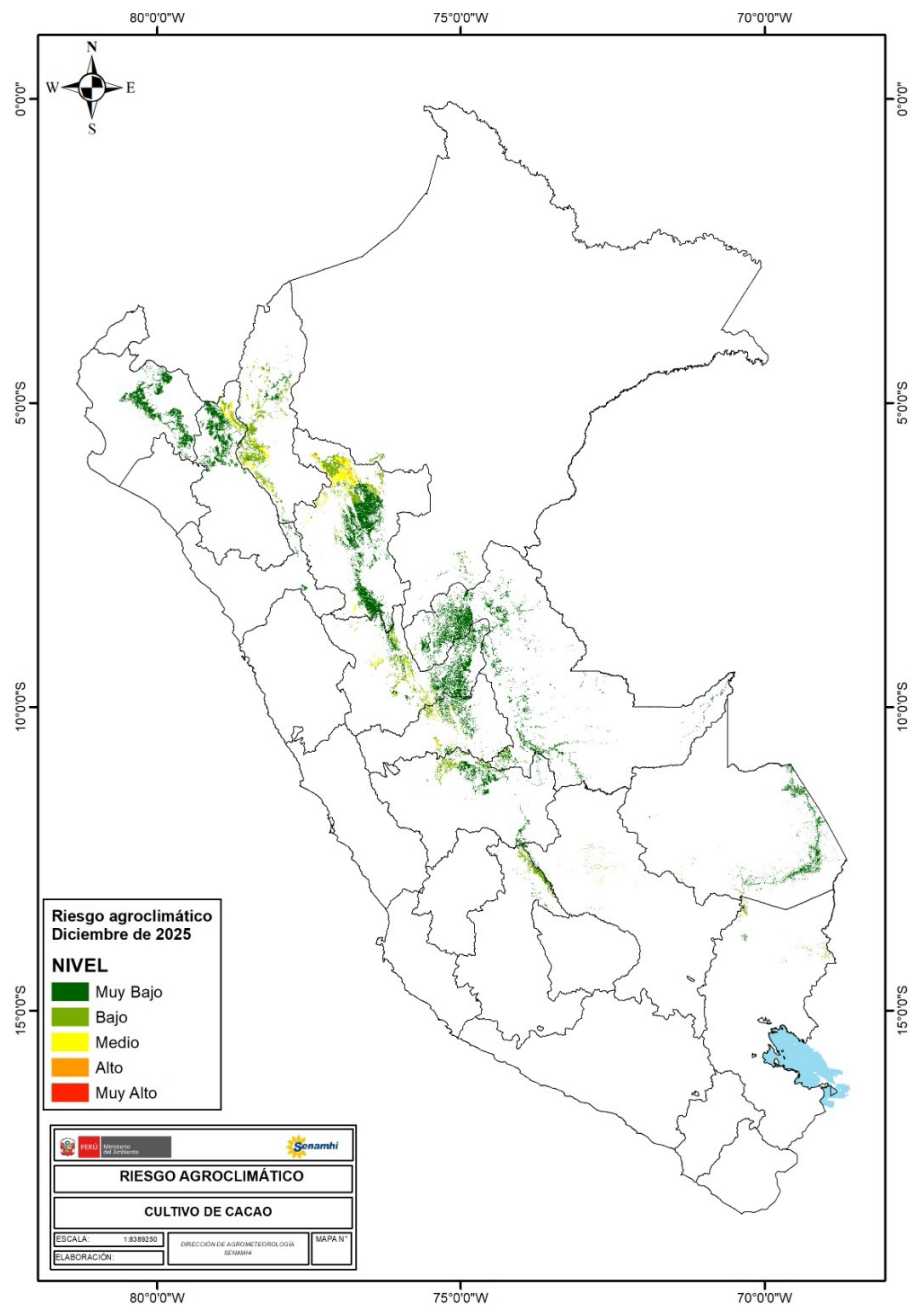 80°0'0"W 75°0'0"W 70°0'0"W
N
W E
S
0°0'0" 0°0'0"
5°0'0"S 5°0'0"S
10°0'0"S 10°0'0"S
15°0'0"S 15°0'0"S
Riesgo agroclimático
Diciembre de 2025
NIVEL
Muy Bajo
Bajo
Medio
Alto
Muy Alto
PERÚ Ministerio
del Ambiente
Senamhi
RIESGO AGROCLIMÁTICO
CULTIVO DE CACAO
ESCALA: 1:8389250
DIRECCIÓN DE AGROMETEOROLOGÍA
SENAMHI
MAPA N°
ELABORACIÓN:
80°0'0"W 75°0'0"W 70°0'0"W